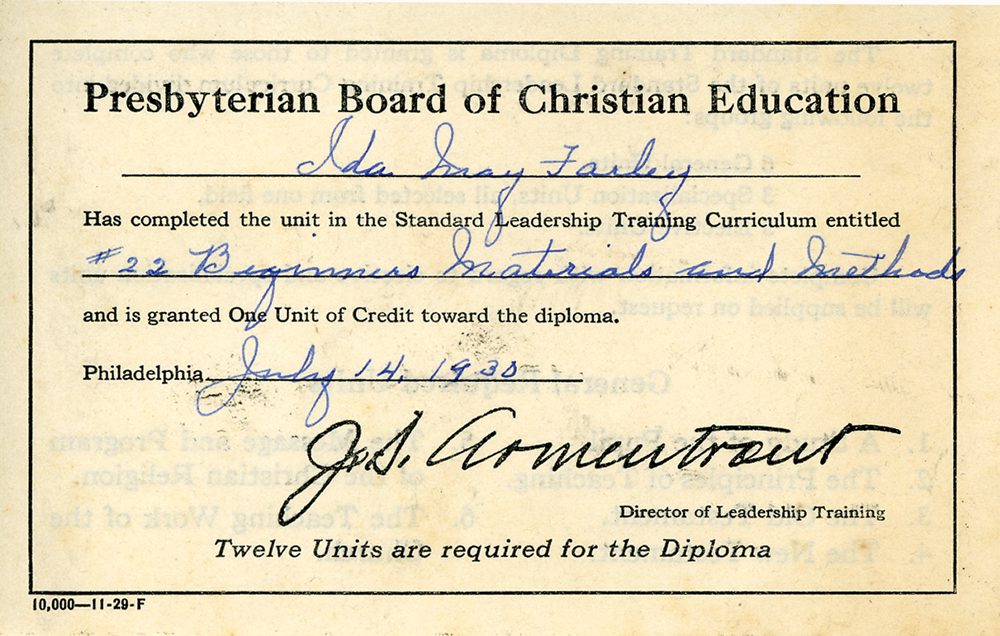 Presbyterian Board of Christian Education
Ida May Farley
Has completed the unit in the Standard Leadership Training Curriculum entitled
#22 Beginners Materials and Methods
and is granted One Unit of Credit toward the diploma.
Philadelphia July 14, 1930
J. S. Armentrout
Director of Leadership Training
Twelve Units are required for the Diploma
10,000—11-29-F